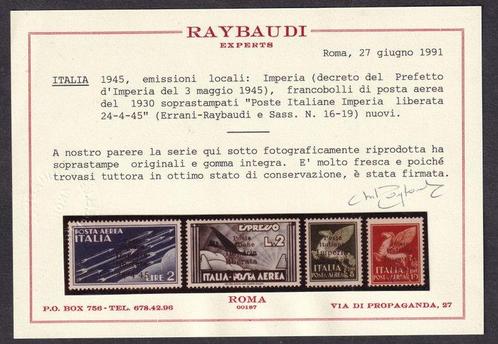 RAYBAUDI
EXPERTS
Roma, 27 giugno 1991
ITALIA 1945, emissioni locali: Imperia (decreto del Prefetto
d'Imperia del 3 maggio 1945), francobolli di posta aerea
del 1930 soprastampati "Poste Italiane Imperia liberata
24-4-45" (Errani-Raybaudi e Sass. N. 16-19) nuovi.
A nostro parere la serie qui sotto fotograficamente riprodotta ha
soprastampe originali e gomma integra. E' molto fresca e poiché
trovasi tuttora in ottimo stato di conservazione, è stata firmata.
POSTA AEREA
ITALIA
LIRE 2
ESPRESSO
L.2
ITALIA-POSTA AEREA
Poste
Italiane
Imperia
ITALIA
ROMA
00187
P.O. BOX 756 - TEL. 678.42.96
VIA DI PROPAGANDA, 27